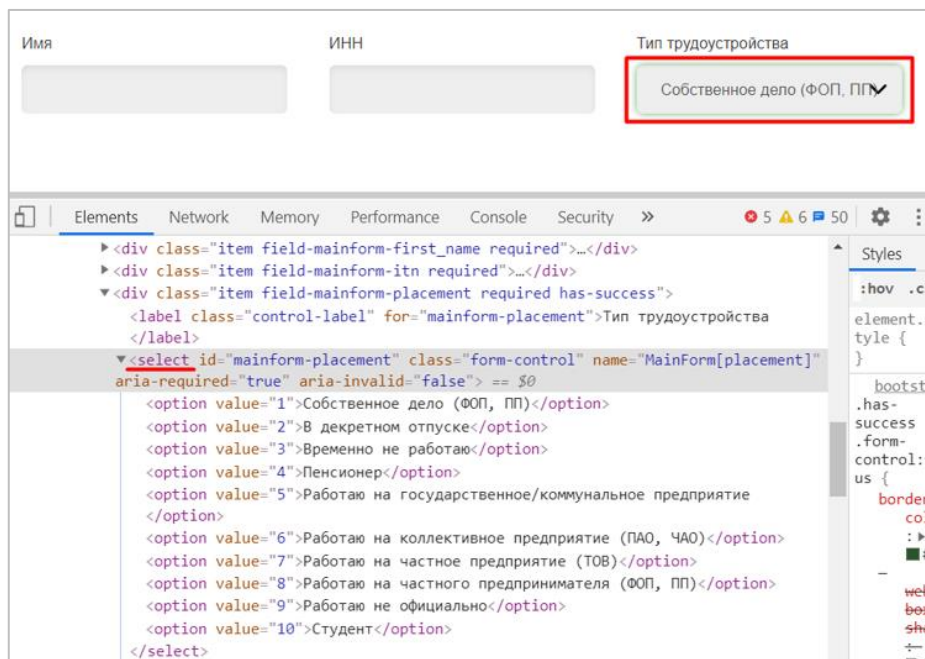 Имя ИНН Тип трудоустройства
Собственное дело (ФОП, ПП)
Elements Network Memory Performance Console Security » 5 6 50
<div class="item field-mainform-first_name required">…</div>
<div class="item field-mainform-itn required">…</div>
<div class="item field-mainform-placement required has-success">
<label class="control-label" for="mainform-placement">Тип трудоустройства
</label>
<select id="mainform-placement" class="form-control" name="MainForm[placement]"
aria-required="true" aria-invalid="false"> == $0
<option value="1">Собственное дело (ФОП, ПП)</option>
<option value="2">В декретном отпуске</option>
<option value="3">Временно не работаю</option>
<option value="4">Пенсионер</option>
<option value="5">Работаю на государственное/коммунальное предприятие
</option>
<option value="6">Работаю на коллективное предприятие (ПАО, ЧАО)</option>
<option value="7">Работаю на частное предприятие (ТОВ)</option>
<option value="8">Работаю на частного предпринимателя (ФОП, ПП)</option>
<option value="9">Работаю не официально</option>
<option value="10">Студент</option>
</select>
Styles
:hov .c
element.
tyle {
}
bootst
.has-
success
.form-
control:
us {
border
co
: